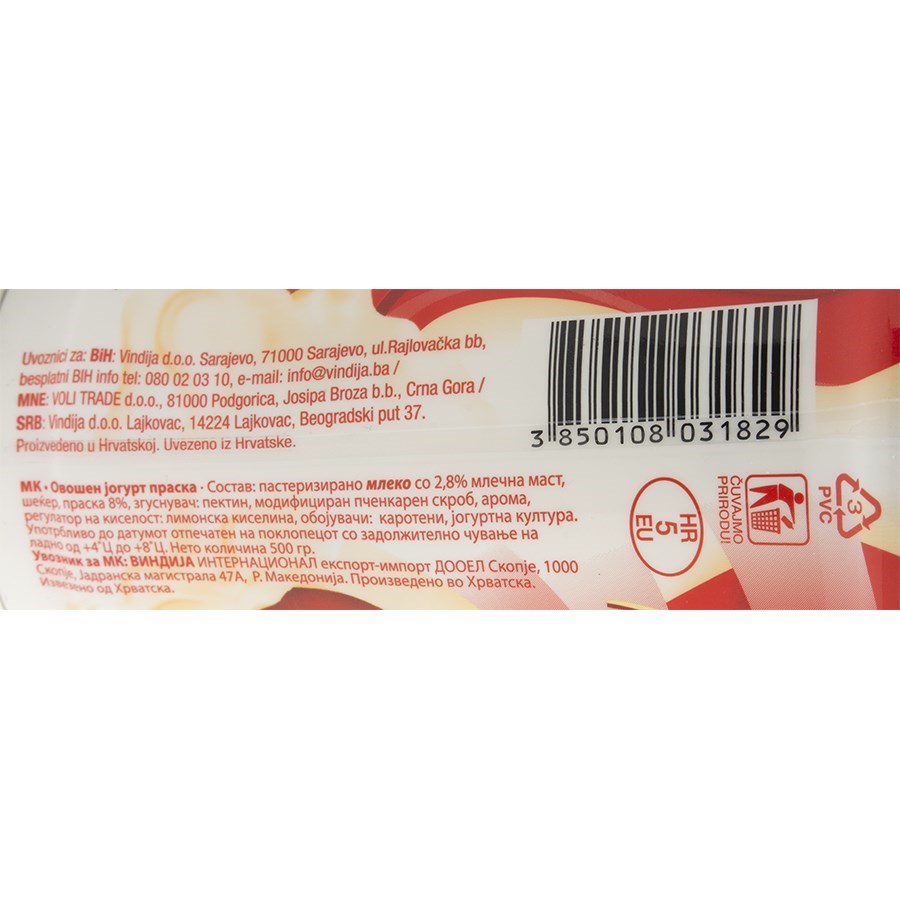 Uvoznici za: BiH: Vindija d.o.o. Sarajevo, 71000 Sarajevo, ul.Rajlovačka bb,
besplatni BIH info tel: 080 02 03 10, e-mail: info@vindija.ba /
MNE: VOLI TRADE d.o.o., 81000 Podgorica, Josipa Broza b.b., Crna Gora /
SRB: Vindija d.o.o. Lajkovac, 14224 Lajkovac, Beogradski put 37.
Proizvedeno u Hrvatskoj. Uvezeno iz Hrvatske.
3 850108 031829
МК • Овошен јогурт праска · Состав: пастеризирано млеко со 2,8% млечна маст,
шеќер, праска 8%, згуснувач: пектин, модифициран пченкарен скроб, арома,
регулатор на киселост: лимонска киселина, обојувачи: каротени, јогуртна култура.
Употрбливо до датумот отпечатен на поклопецот со задолжително чување на
ладно од +4°Ц до +8°Ц. Нето количина 500 гр.
Увозник за МК: ВИНДИЈА ИНТЕРНАЦИОНАЛ експорт-импорт ДООЕЛ Скопје, 1000
Скопје, Јадранска магистрала 47А, Р. Македонија. Произведено во Хрватска.
Извезено од Хрватска.
HR
5
EU
ČUVAJMO
PRIRODU!
3
PVC